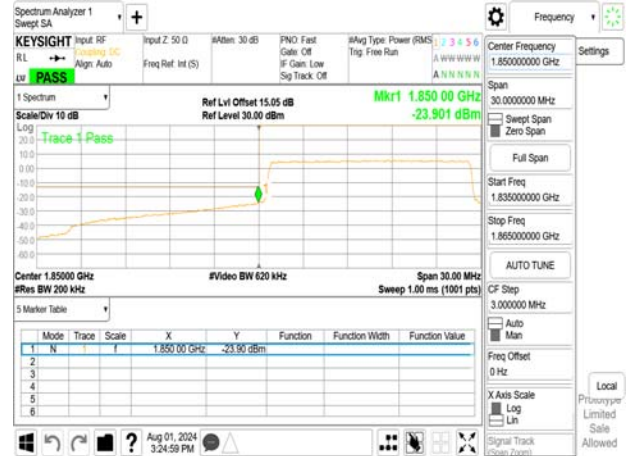 Spectrum Analyzer 1
Swept SA
+
Frequency
KEYSIGHT
Input: RF
Input Z: 50 Ω
#Atten: 30 dB
PNO: Fast
#Avg Type: Power (RMS
1 2 3 4 5 6
RL
Coupling: DC
Gate: Off
Trig: Free Run
A W W W W W
Align: Auto
Freq Ref: Int (S)
IF Gain: Low
LU PASS
Sig Track: Off
A N N N N N
Center Frequency
1.850000000 GHz
Settings
1 Spectrum
Ref Lvl Offset 15.05 dB
Mkr1 1.850 00 GHz
Scale/Div 10 dB
Ref Level 30.00 dBm
-23.901 dBm
Log
Trace 1 Pass
20.0
10.0
0.00
-10.0
-20.0
-30.0
-40.0
-50.0
-60.0
1
Span
30.0000000 MHz
Swept Span
Zero Span
Full Span
Start Freq
1.835000000 GHz
Stop Freq
1.865000000 GHz
AUTO TUNE
Center 1.85000 GHz
#Video BW 620 kHz
Span 30.00 MHz
#Res BW 200 kHz
Sweep 1.00 ms (1001 pts)
CF Step
3.000000 MHz
Auto
Man
5 Marker Table
Mode Trace Scale X Y Function Function Width Function Value
1 N 1 f 1.850 00 GHz -23.90 dBm
2
3
4
5
6
Freq Offset
0 Hz
X Axis Scale
Log
Lin
Local
Prototype
Limited
Sale
Allowed
Signal Track
(Span Zoom)
?
Aug 01, 2024
3:24:59 PM